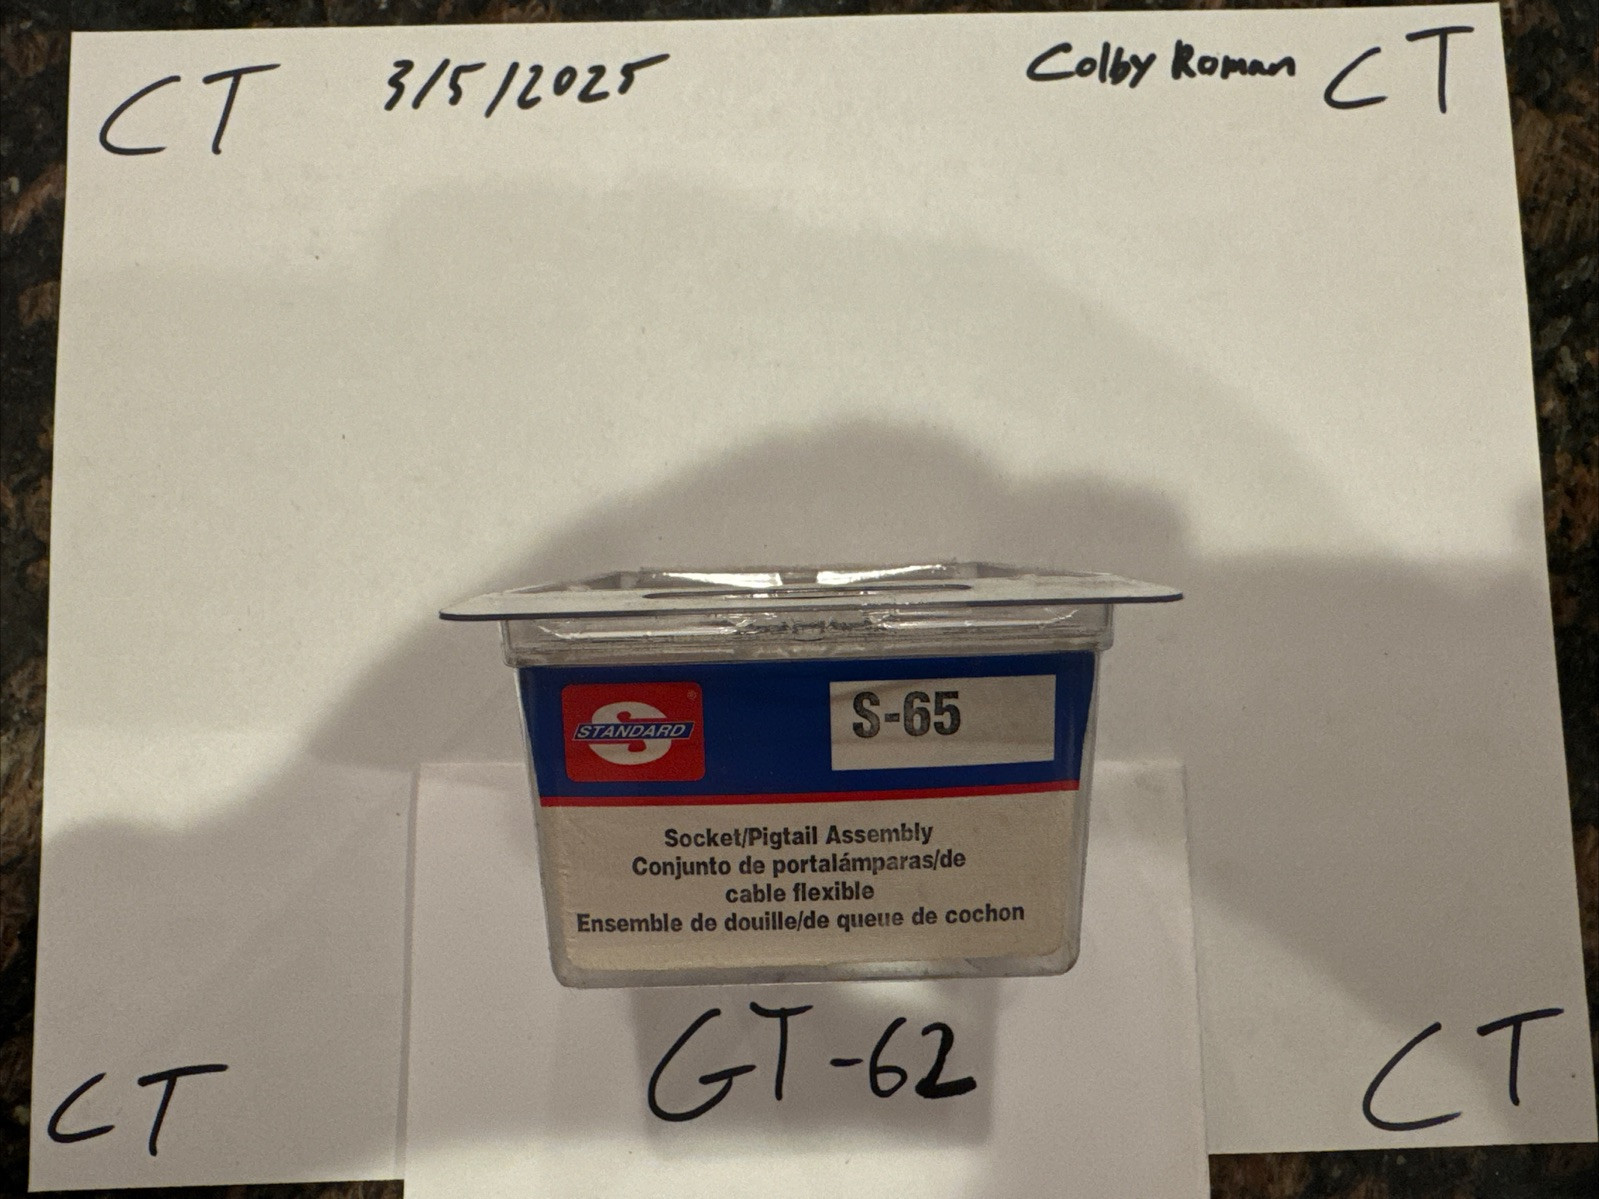 CT 3/5/2025 Colby Roman CT
S
STANDARD
®
S-65
Socket/Pigtail Assembly
Conjunto de portalámparas/de
cable flexible
Ensemble de douille/de queue de cochon
GT-62
CT CT